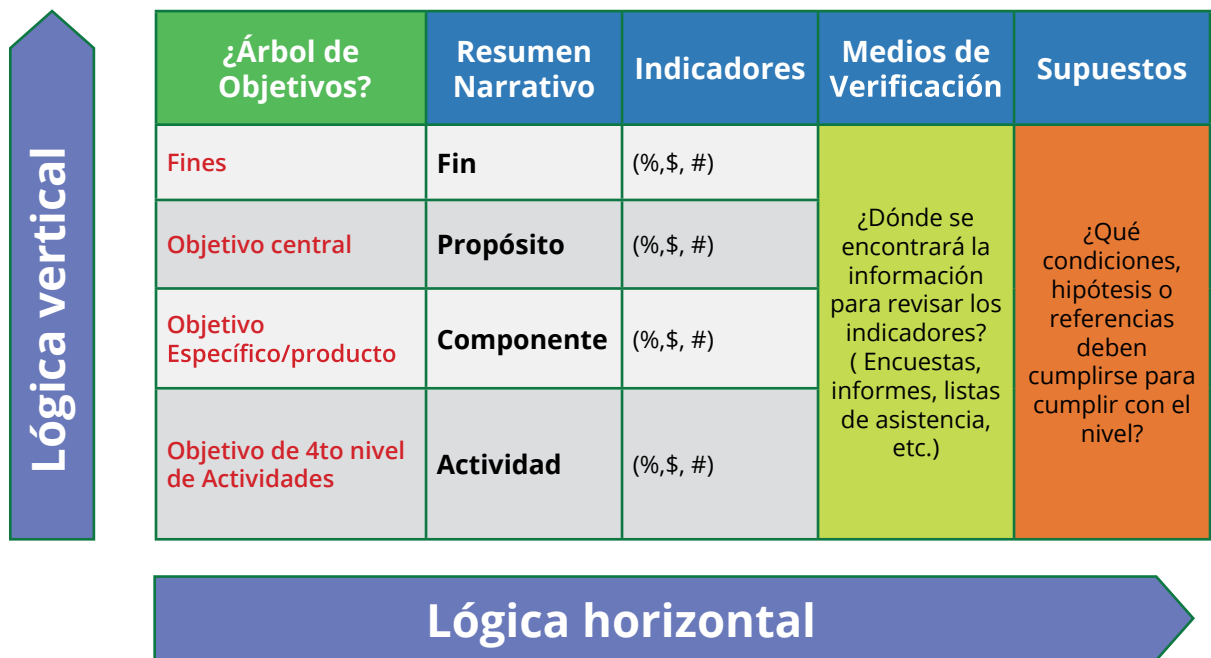 ¿Árbol de
Objetivos?
Resumen
Narrativo
Indicadores
Medios de
Verificación
Supuestos
Fines
Fin
(%,$, #)
Objetivo central
Propósito
(%,$, #)
Objetivo
Específico/producto
Componente
(%,$, #)
Objetivo de 4to nivel
de Actividades
Actividad
(%,$, #)
¿Dónde se
encontrará la
información
para revisar los
indicadores?
( Encuestas,
informes, listas
de asistencia,
etc.)
¿Qué
condiciones,
hipótesis o
referencias
deben
cumplirse para
cumplir con el
nivel?
Lógica vertical
Lógica horizontal